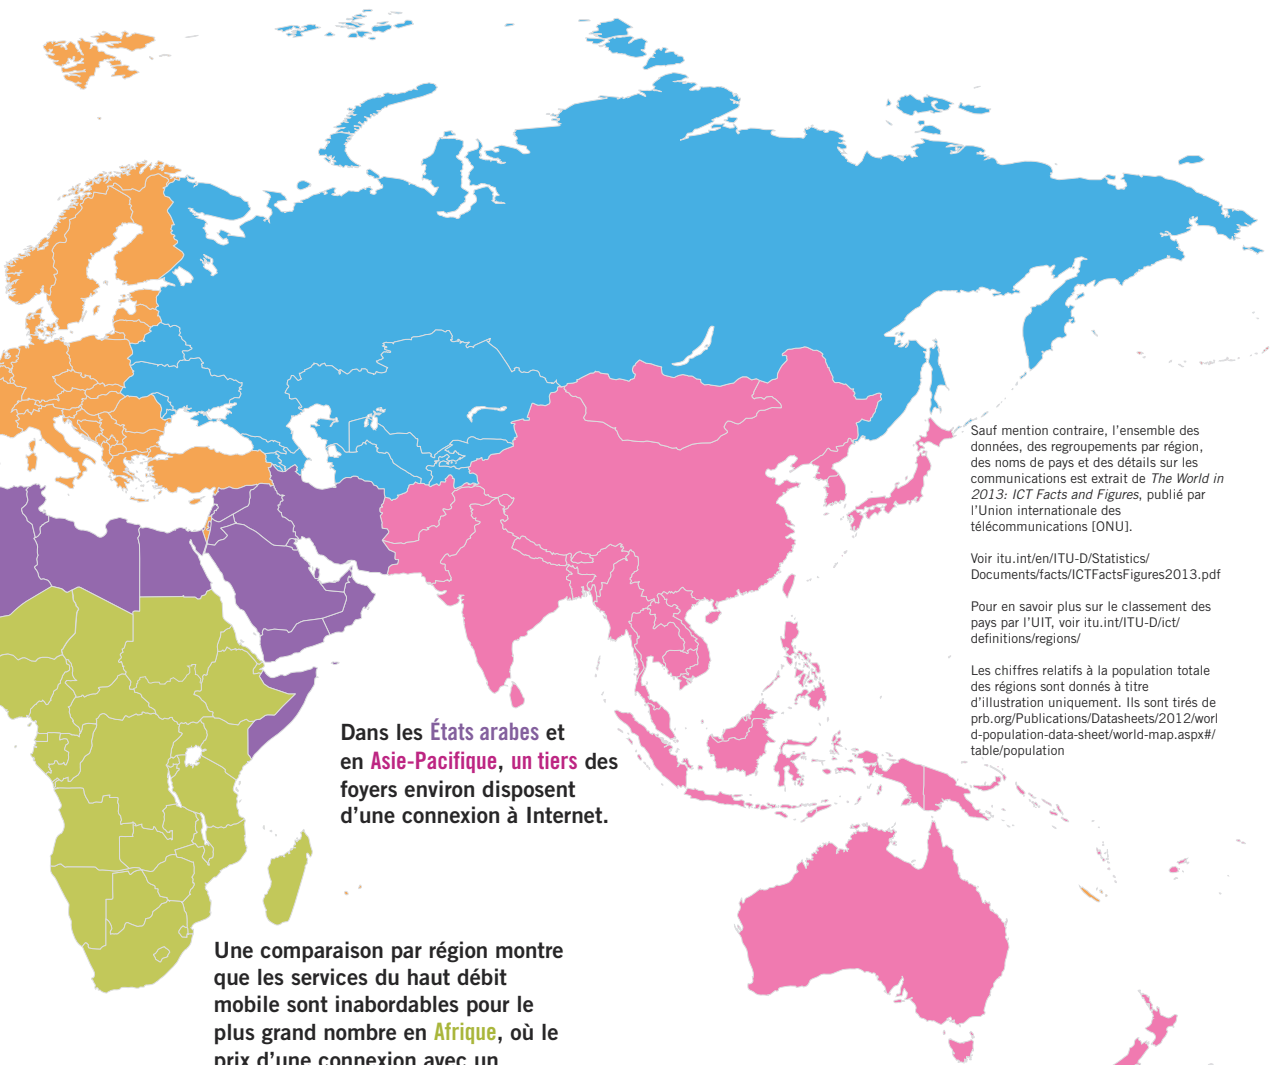 Sauf mention contraire, l’ensemble des
données, des regroupements par région,
des noms de pays et des détails sur les
communications est extrait de The World in
2013: ICT Facts and Figures, publié par
l’Union internationale des
télécommunications [ONU].
Voir itu.int/en/ITU-D/Statistics/
Documents/facts/ICTFactsFigures2013.pdf
Pour en savoir plus sur le classement des
pays par l’UIT, voir itu.int/ITU-D/ict/
definitions/regions/
Les chiffres relatifs à la population totale
des régions sont donnés à titre
d’illustration uniquement. Ils sont tirés de
prb.org/Publications/Datasheets/2012/worl
d-population-data-sheet/world-map.aspx#/
table/population
Dans les États arabes et
en Asie-Pacifique, un tiers des
foyers environ disposent
d’une connexion à Internet.
Une comparaison par région montre
que les services du haut débit
mobile sont inabordables pour le
plus grand nombre en Afrique, où le
prix d’une connexion avec un